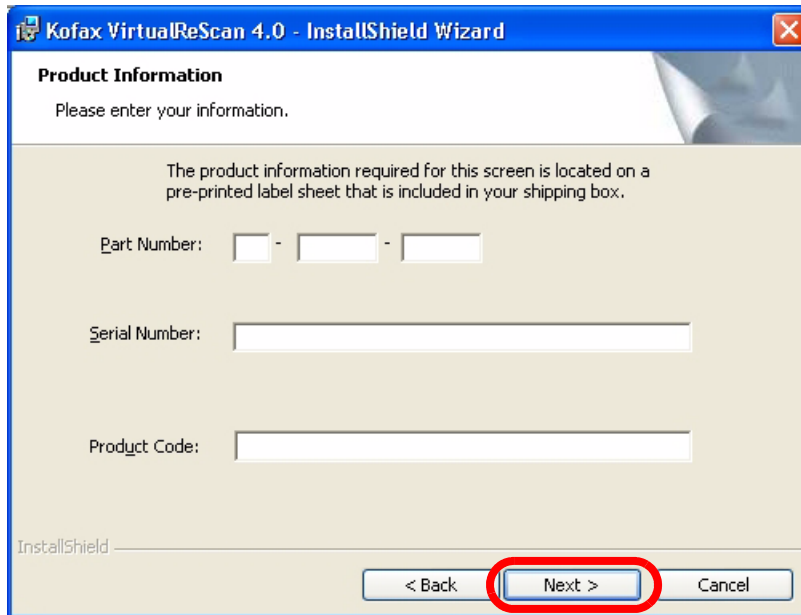 Kofax VirtualReScan 4.0 - InstallShield Wizard
Product Information
Please enter your information.
The product information required for this screen is located on a
pre-printed label sheet that is included in your shipping box.
Part Number: - -
Serial Number:
Product Code:
InstallShield
< Back Next > Cancel